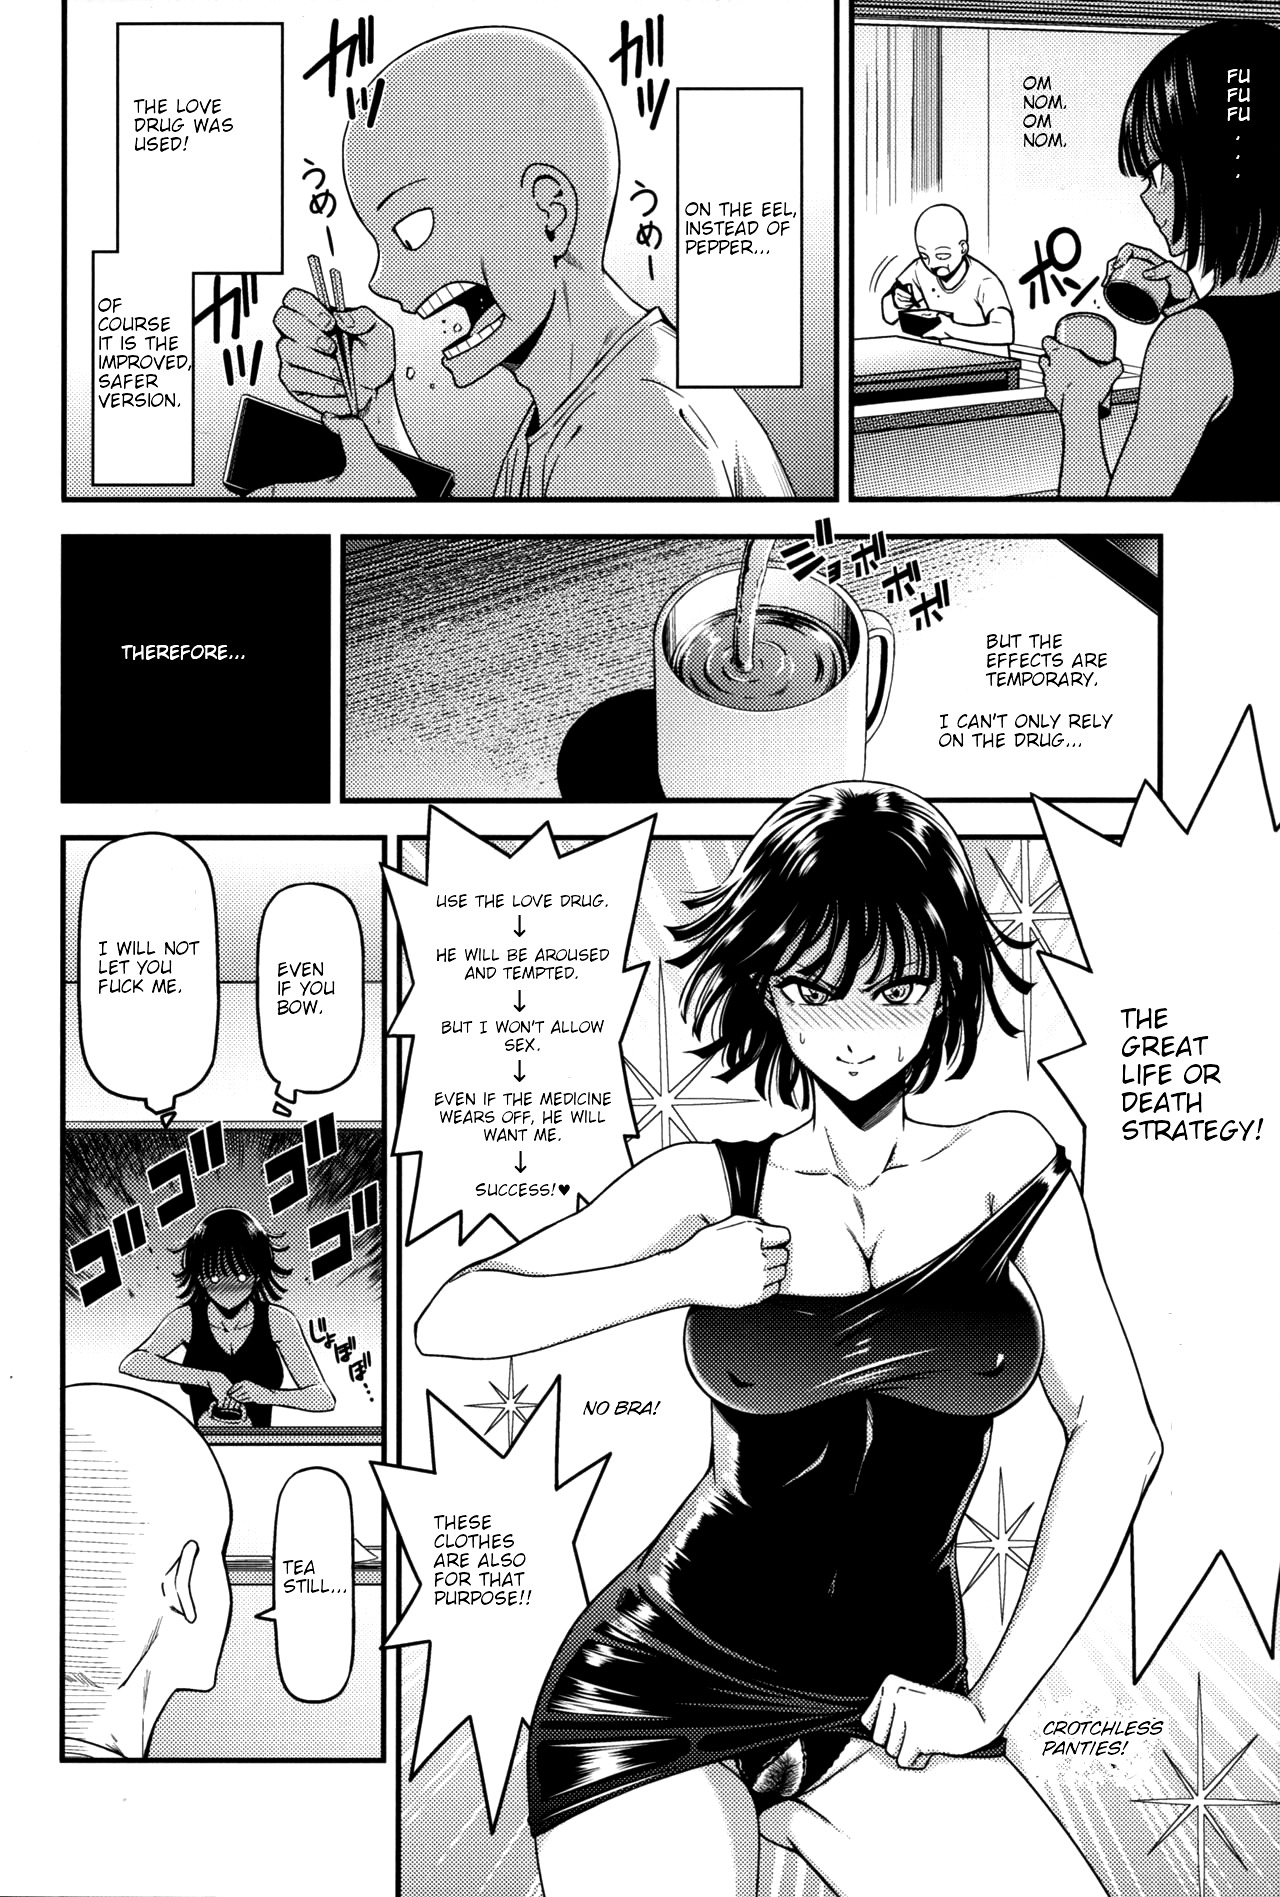 FU
FU
FU
.
.
.
OM
NOM,
OM
NOM.
ポンッ
ON THE EEL,
INSTEAD OF
PEPPER...
うめー
うめー
ガッ
ガッ
ガッ
THE LOVE
DRUG WAS
USED!
OF
COURSE
IT IS THE
IMPROVED,
SAFER
VERSION.
BUT THE
EFFECTS ARE
TEMPORARY.
I CAN'T ONLY RELY
ON THE DRUG...
ジョボボボ
THEREFORE...
THE
GREAT
LIFE OR
DEATH
STRATEGY!
USE THE LOVE DRUG.
↓
HE WILL BE AROUSED
AND TEMPTED.
↓
BUT I WON'T ALLOW
SEX.
↓
EVEN IF THE MEDICINE
WEARS OFF, HE WILL
WANT ME.
↓
SUCCESS!♥
NO BRA!
THESE
CLOTHES
ARE ALSO
FOR THAT
PURPOSE!!
CROTCHLESS
PANTIES!
EVEN
IF YOU
BOW.
I WILL NOT
LET YOU
FUCK ME.
ゴゴゴゴ
じょぼぼ...
TEA
STILL...